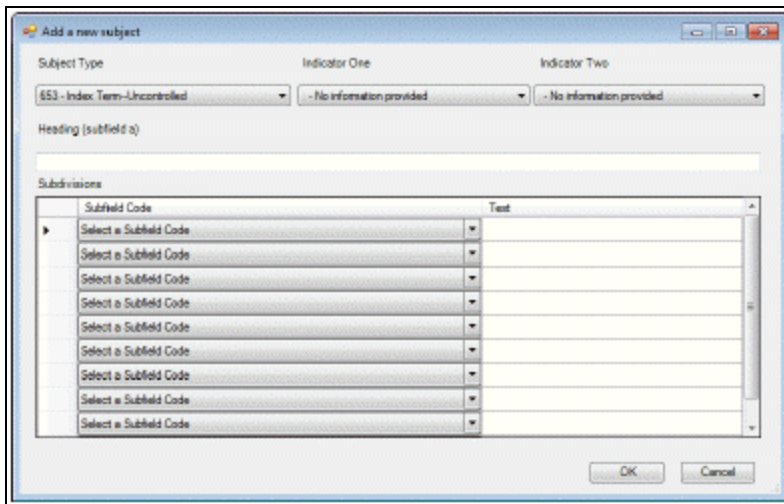 Add a new subject
Subject Type Indicator One Indicator Two
653 - Index Term--Uncontrolled - No information provided - No information provided
Heading (subfield a)
Subdivisions
Subfield Code Text
Select a Subfield Code
Select a Subfield Code
Select a Subfield Code
Select a Subfield Code
Select a Subfield Code
Select a Subfield Code
Select a Subfield Code
Select a Subfield Code
Select a Subfield Code
OK Cancel